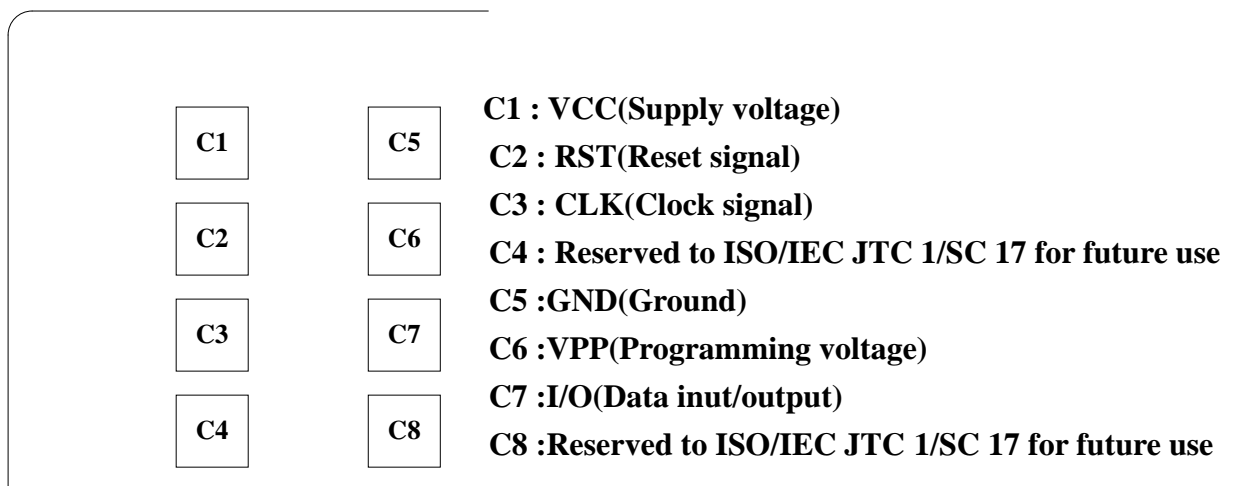 C1
C5
C2
C6
C3
C7
C4
C8
C1 : VCC(Supply voltage)
C2 : RST(Reset signal)
C3 : CLK(Clock signal)
C4 : Reserved to ISO/IEC JTC 1/SC 17 for future use
C5 :GND(Ground)
C6 :VPP(Programming voltage)
C7 :I/O(Data inut/output)
C8 :Reserved to ISO/IEC JTC 1/SC 17 for future use